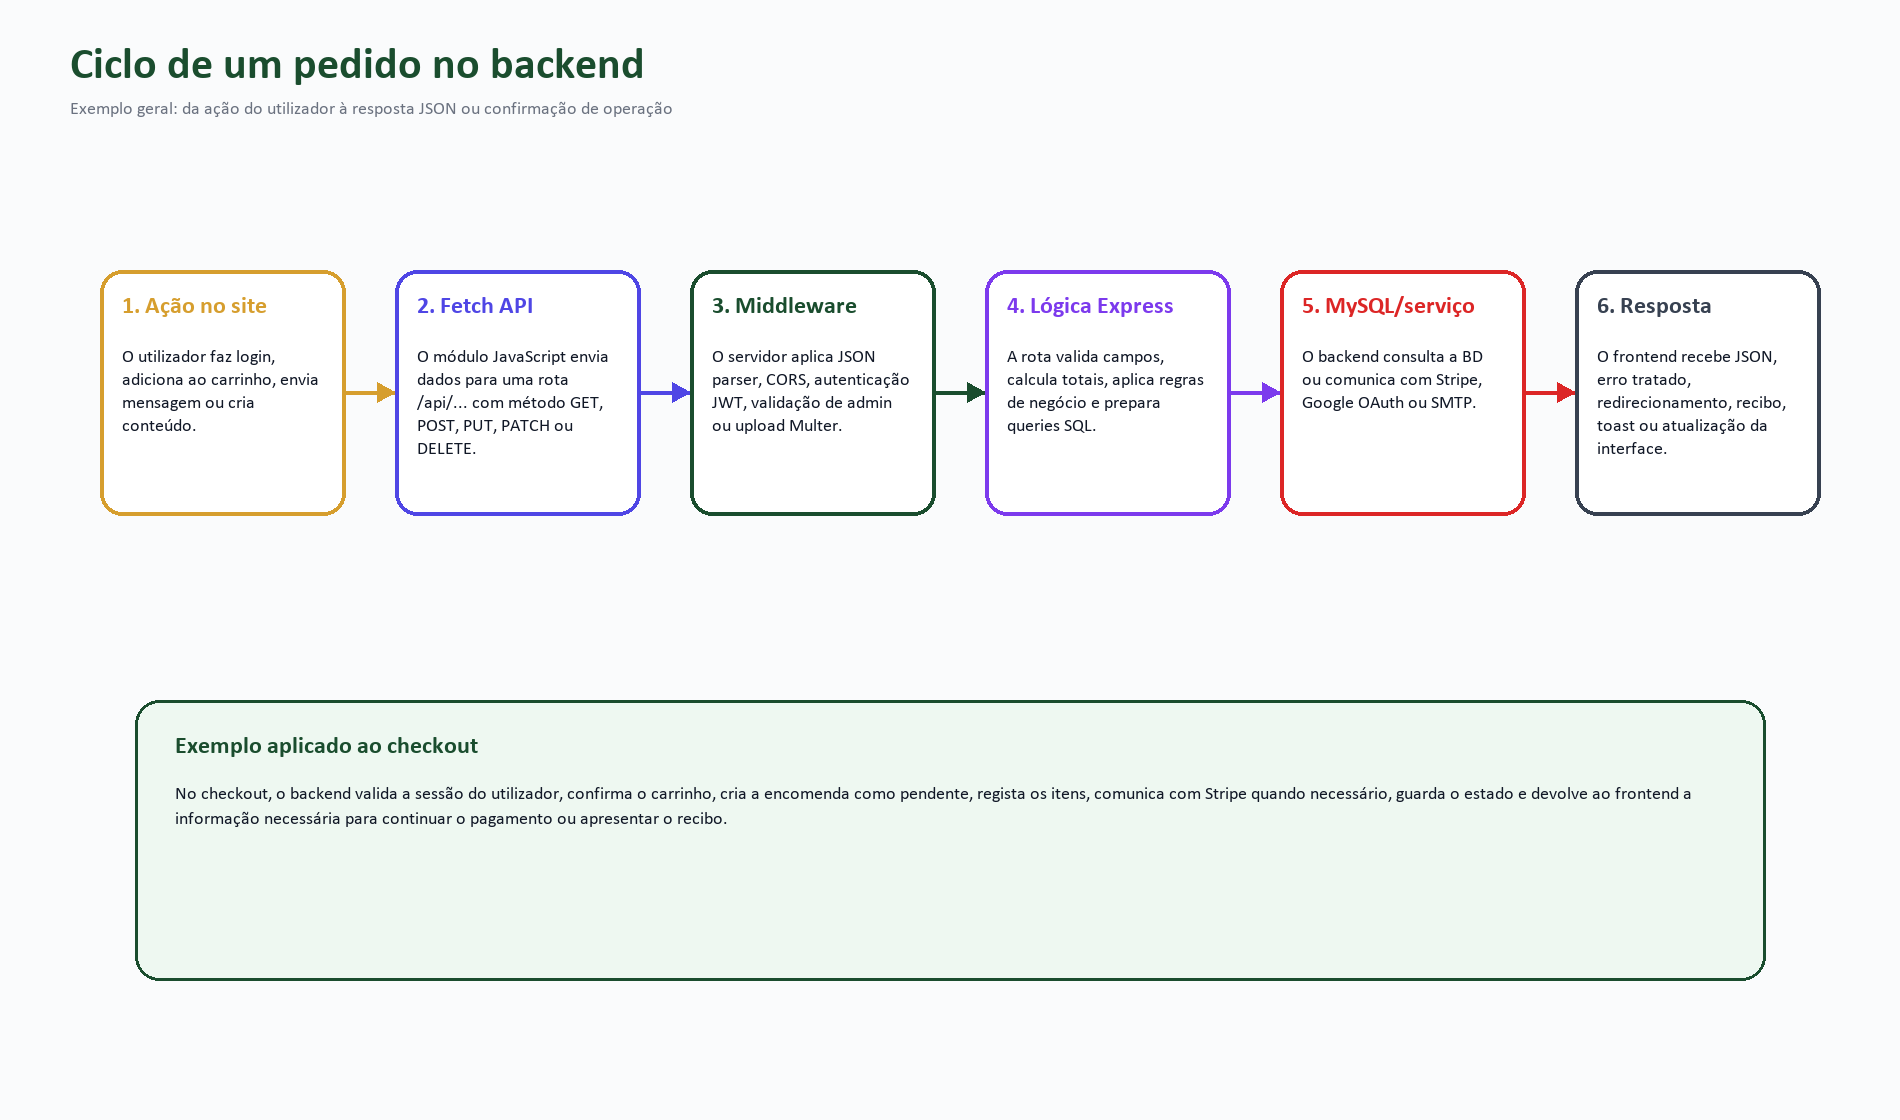 Ciclo de um pedido no backend
Exemplo geral: da ação do utilizador à resposta JSON ou confirmação de operação
1. Ação no site
O utilizador faz login,
adiciona ao carrinho, envia
mensagem ou cria
conteúdo.
2. Fetch API
O módulo JavaScript envia
dados para uma rota
/api/... com método GET,
POST, PUT, PATCH ou
DELETE.
3. Middleware
O servidor aplica JSON
parser, CORS, autenticação
JWT, validação de admin
ou upload Multer.
4. Lógica Express
A rota valida campos,
calcula totais, aplica regras
de negócio e prepara
queries SQL.
5. MySQL/serviço
O backend consulta a BD
ou comunica com Stripe,
Google OAuth ou SMTP.
6. Resposta
O frontend recebe JSON,
erro tratado,
redirecionamento, recibo,
toast ou atualização da
interface.
Exemplo aplicado ao checkout
No checkout, o backend valida a sessão do utilizador, confirma o carrinho, cria a encomenda como pendente, regista os itens, comunica com Stripe quando necessário, guarda o estado e devolve ao frontend a
informação necessária para continuar o pagamento ou apresentar o recibo.